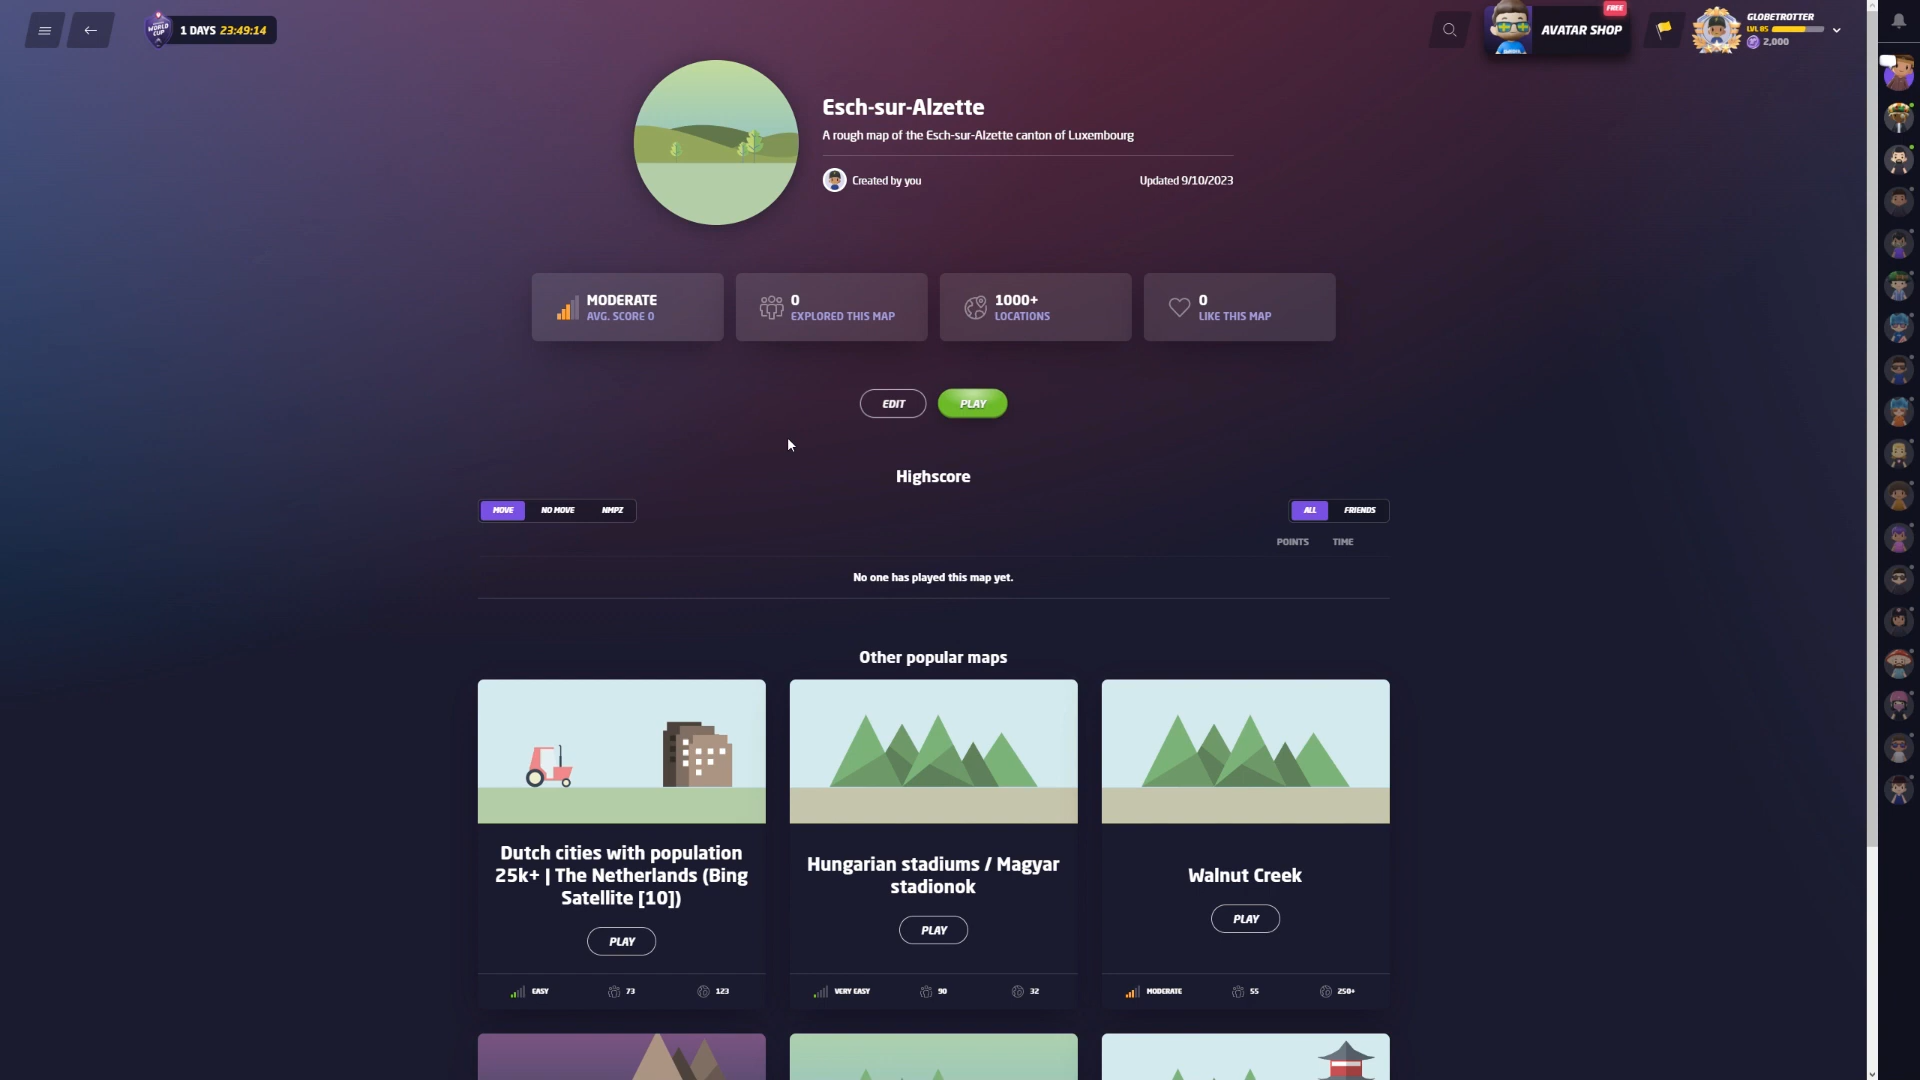 WORLD CUP
1 DAYS 23:49:14
FREE
AVATAR SHOP
GLOBETROTTER
LVL 85
2,000
Esch-sur-Alzette
A rough map of the Esch-sur-Alzette canton of Luxembourg
Created by you
Updated 9/10/2023
MODERATE
AVG. SCORE 0
0
EXPLORED THIS MAP
1000+
LOCATIONS
0
LIKE THIS MAP
EDIT
PLAY
Highscore
MOVE NO MOVE NMPZ
ALL FRIENDS
POINTS TIME
No one has played this map yet.
Other popular maps
Dutch cities with population
25k+ | The Netherlands (Bing
Satellite [10])
PLAY
EASY 73 123
Hungarian stadiums / Magyar
stadionok
PLAY
VERY EASY 90 32
Walnut Creek
PLAY
MODERATE 55 250+